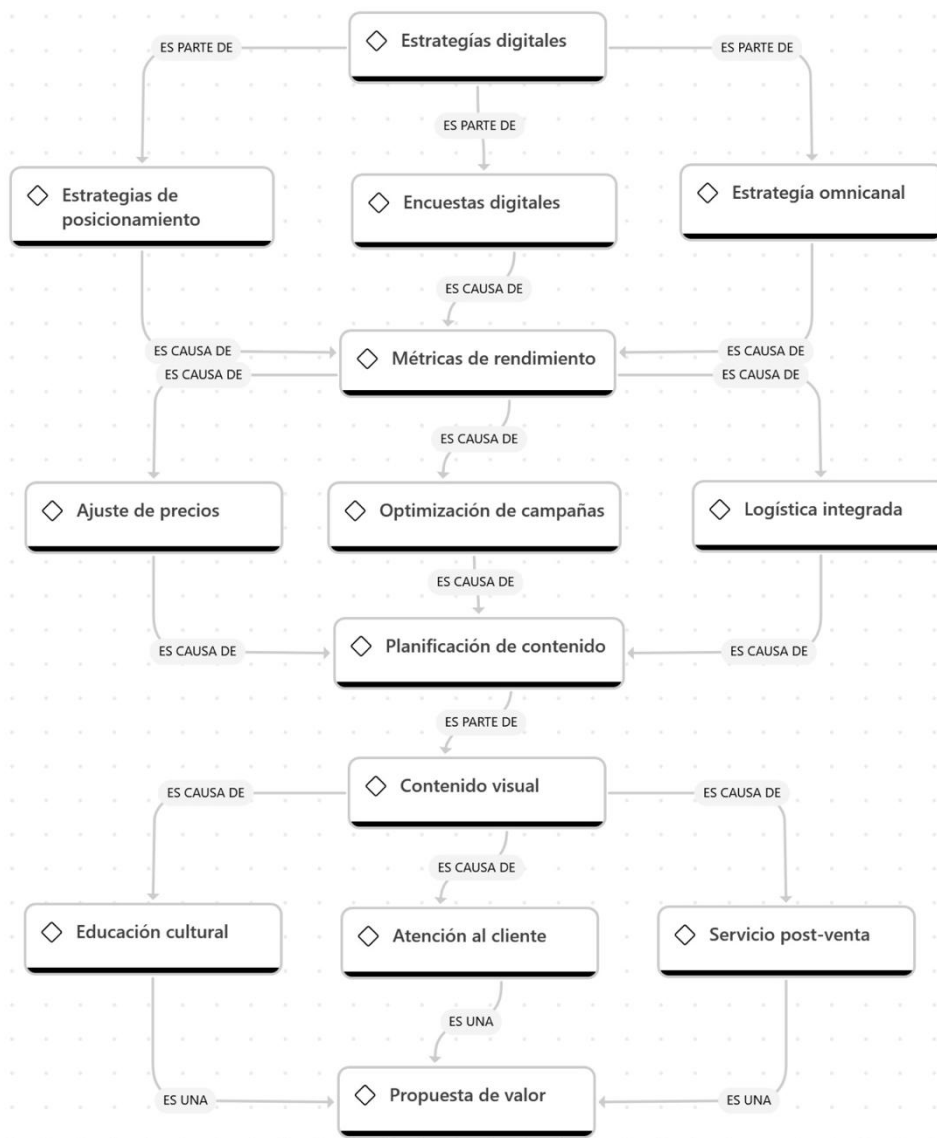 Estrategías digitales
ES PARTE DE
ES PARTE DE
ES PARTE DE
Estrategias de
posicionamiento
Encuestas digitales
Estrategía omnicanal
ES CAUSA DE
ES CAUSA DE
Métricas de rendimiento
ES CAUSA DE
ES CAUSA DE
ES CAUSA DE
ES CAUSA DE
Ajuste de precios
Optimización de campañas
Logística integrada
ES CAUSA DE
ES CAUSA DE
Planificación de contenido
ES CAUSA DE
ES PARTE DE
Contenido visual
ES CAUSA DE
ES CAUSA DE
ES CAUSA DE
Educación cultural
Atención al cliente
Servicio post-venta
ES UNA
ES UNA
Propuesta de valor
ES UNA